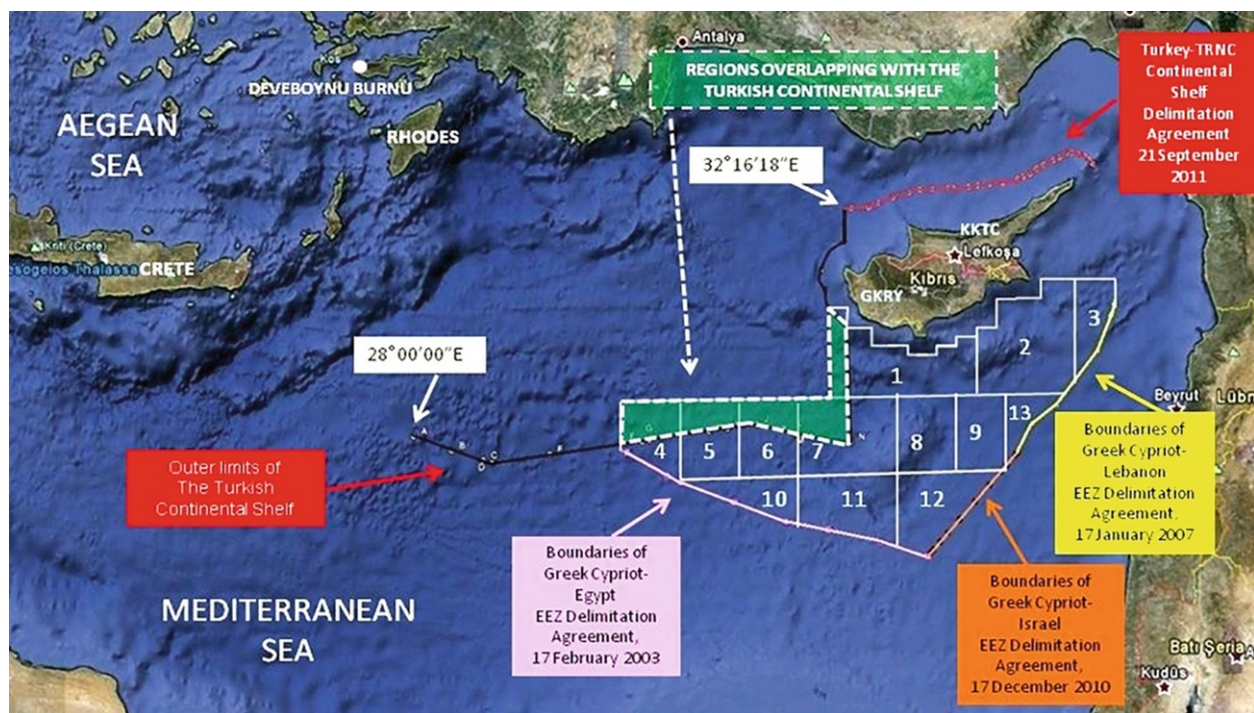 Antalya
Kos
DEVEBOYNU BURNU
REGIONS OVERLAPPING WITH THE
TURKISH CONTINENTAL SHELF
Turkey-TRNC
Continental
Shelf
Delimitation
Agreement
21 September
2011
AEGEAN
SEA
RHODES
32°16'18"E
KKTC
Lefkoşa
Kriti (Crete)
CRETE
Kıbrıs
GKRY
28°00'00"E
3
2
1
Beyrut
Lübn
A
B
C
D
F
G
N
4
5
6
7
8
9
13
10
11
12
Outer limits of
The Turkish
Continental Shelf
Boundaries of
Greek Cypriot-
Lebanon
EEZ Delimitation
Agreement,
17 January 2007
Boundaries of
Greek Cypriot-
Egypt
EEZ Delimitation
Agreement,
17 February 2003
Boundaries of
Greek Cypriot-
Israel
EEZ Delimitation
Agreement,
17 December 2010
MEDITERRANEAN
SEA
Batı Şeria
Kudüs